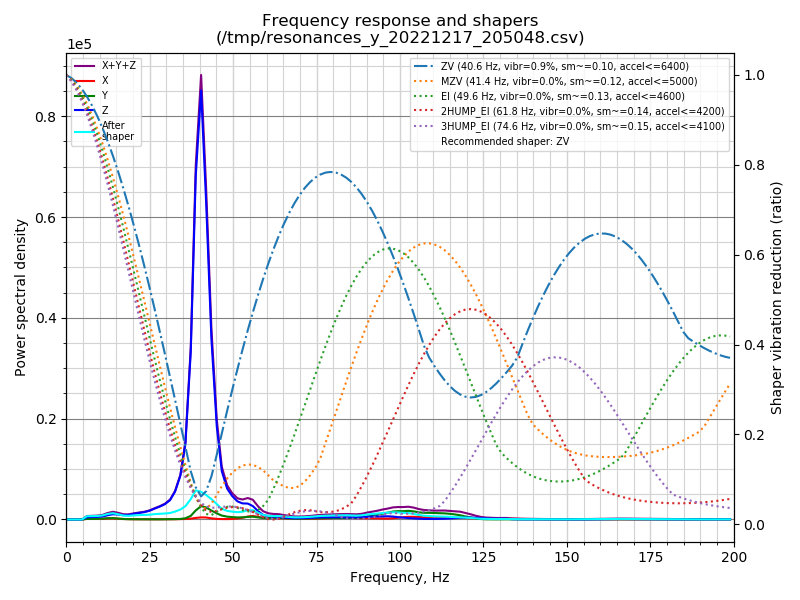 Frequency response and shapers
(/tmp/resonances_y_20221217_205048.csv)
1e5
X+Y+Z
X
Y
Z
After
shaper
ZV (40.6 Hz, vibr=0.9%, sm~=0.10, accel<=6400)
MZV (41.4 Hz, vibr=0.0%, sm~=0.12, accel<=5000)
EI (49.6 Hz, vibr=0.0%, sm~=0.13, accel<=4600)
2HUMP_EI (61.8 Hz, vibr=0.0%, sm~=0.14, accel<=4200)
3HUMP_EI (74.6 Hz, vibr=0.0%, sm~=0.15, accel<=4100)
Recommended shaper: ZV
Power spectral density
0.8
0.6
0.4
0.2
0.0
1.0
0.8
0.6
0.4
0.2
0.0
Shaper vibration reduction (ratio)
0 25 50 75 100 125 150 175 200
Frequency, Hz